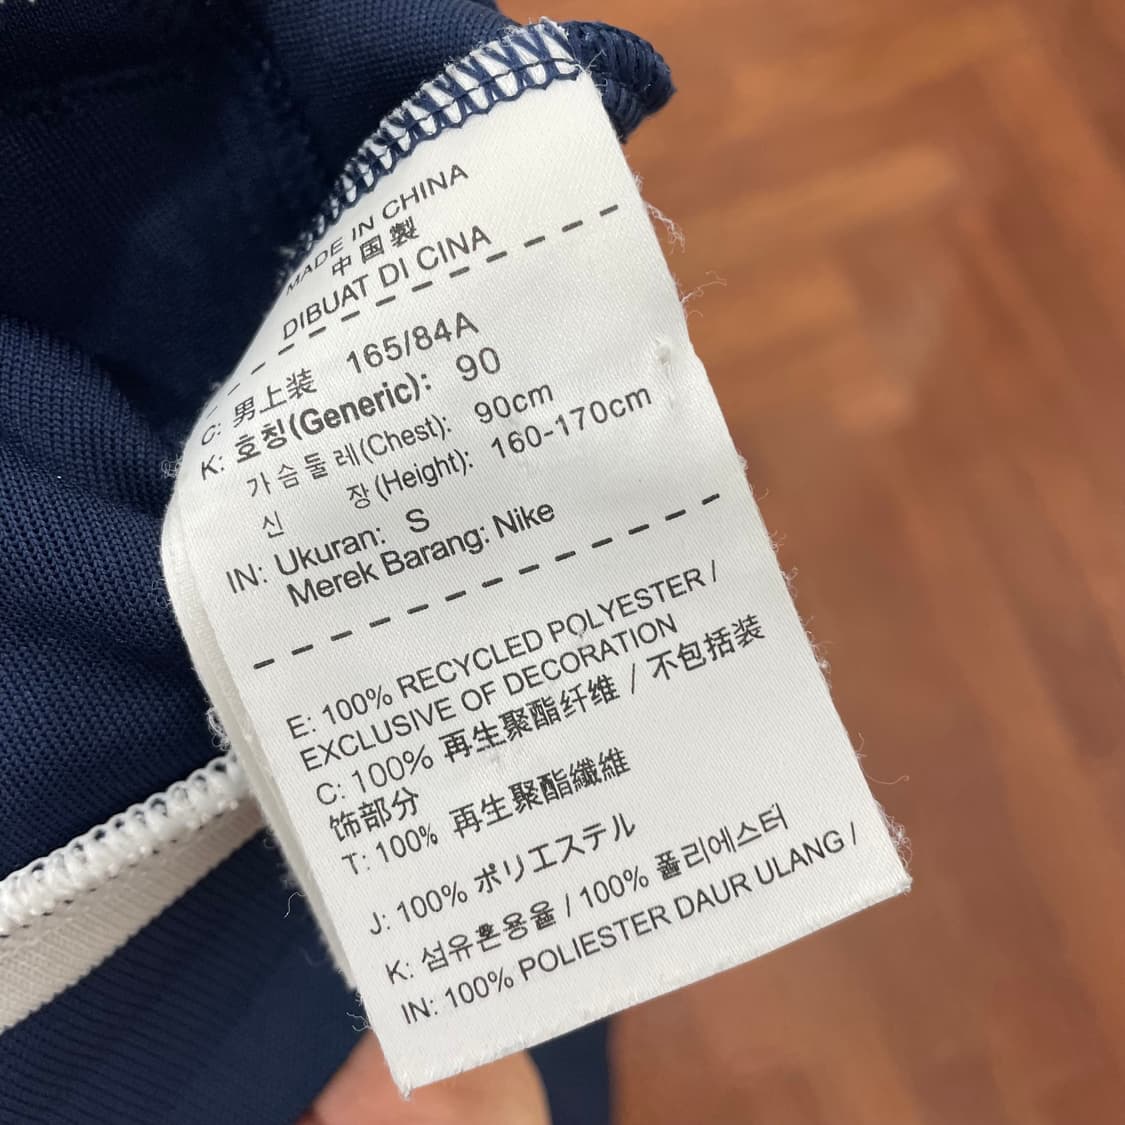 MADE IN CHINA
中国製
DIBUAT DI CINA
C: 男上装 165/84A
K: 호칭(Generic): 90
가슴둘레(Chest): 90cm
신 장(Height): 160-170cm
IN: Ukuran: S
Merek Barang: Nike
E: 100% RECYCLED POLYESTER /
EXCLUSIVE OF DECORATION
C: 100% 再生聚酯纤维 / 不包括装
饰部分
T: 100% 再生聚酯纖維
J: 100% ポリエステル
K: 섬유혼용율 / 100% 폴리에스터
IN: 100% POLIESTER DAUR ULANG /